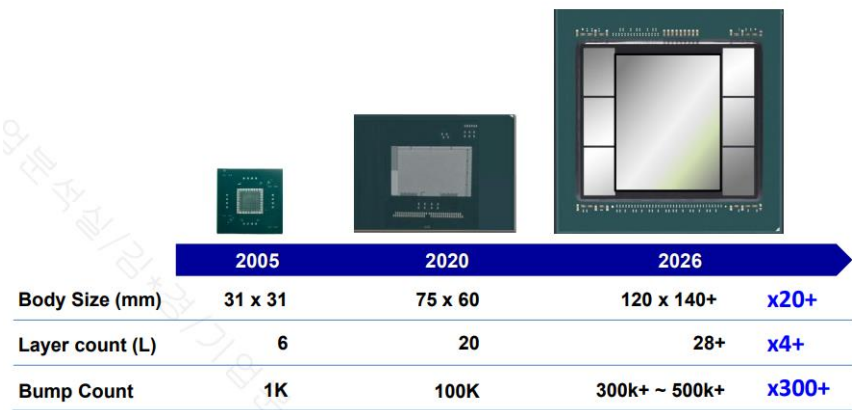 2005 2020 2026
Body Size (mm) 31 x 31 75 x 60 120 x 140+ x20+
Layer count (L) 6 20 28+ x4+
Bump Count 1K 100K 300k+ ~ 500k+ x300+